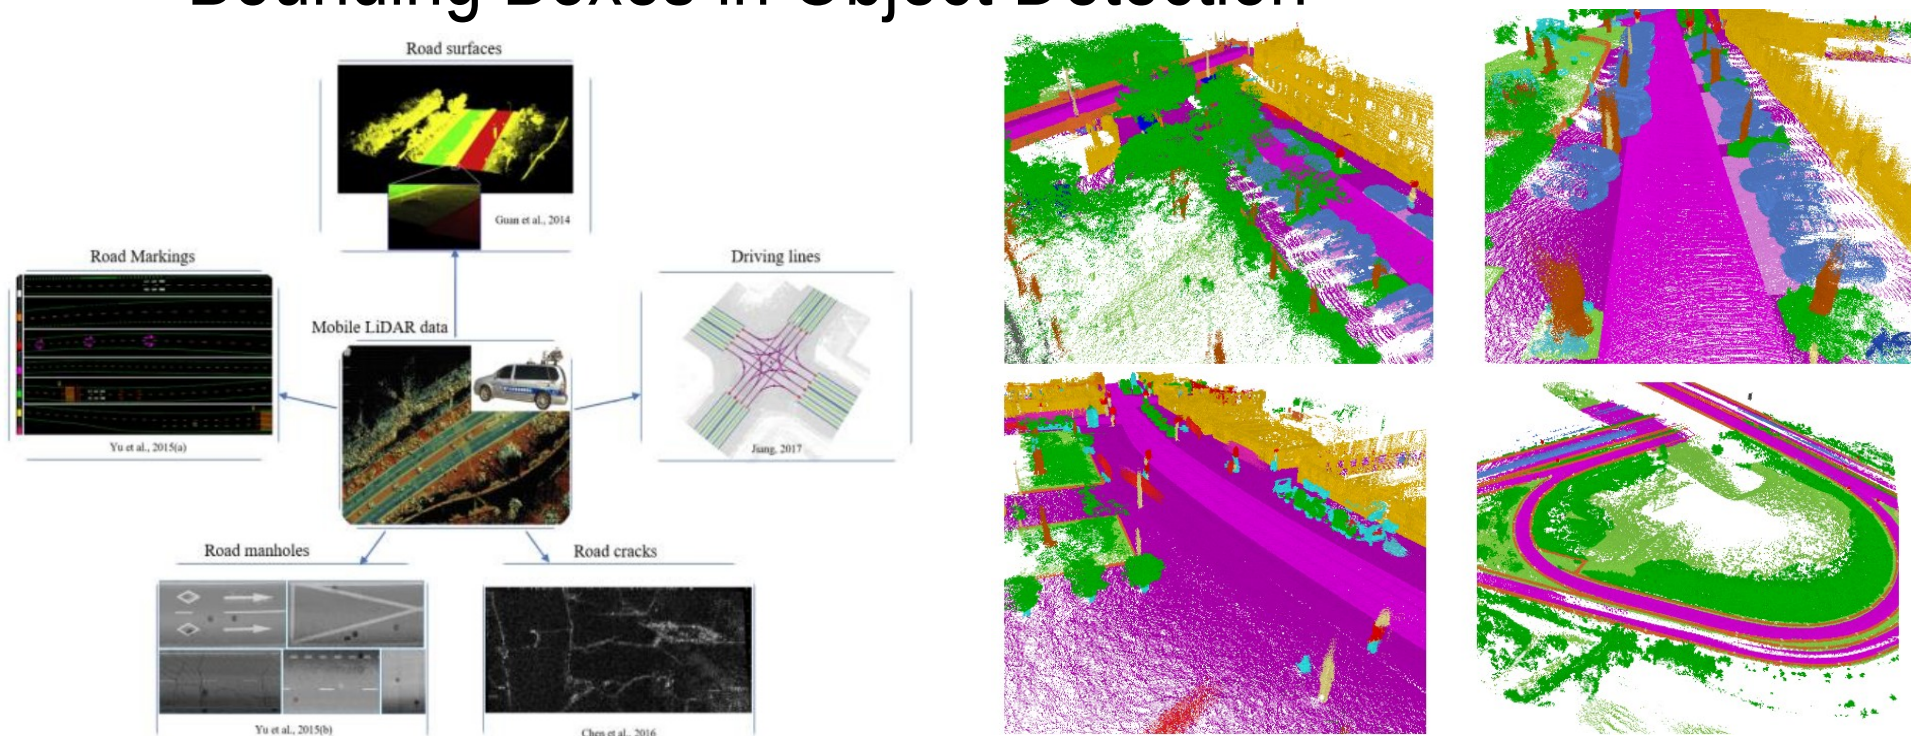 Bounding Boxes in Object Detection
Road surfaces
Guan et al., 2014
Road Markings
Yu et al., 2015(a)
Mobile LiDAR data
Driving lines
Jiang, 2017
Road manholes
Yu et al., 2015(b)
Road cracks
Chen et al., 2016